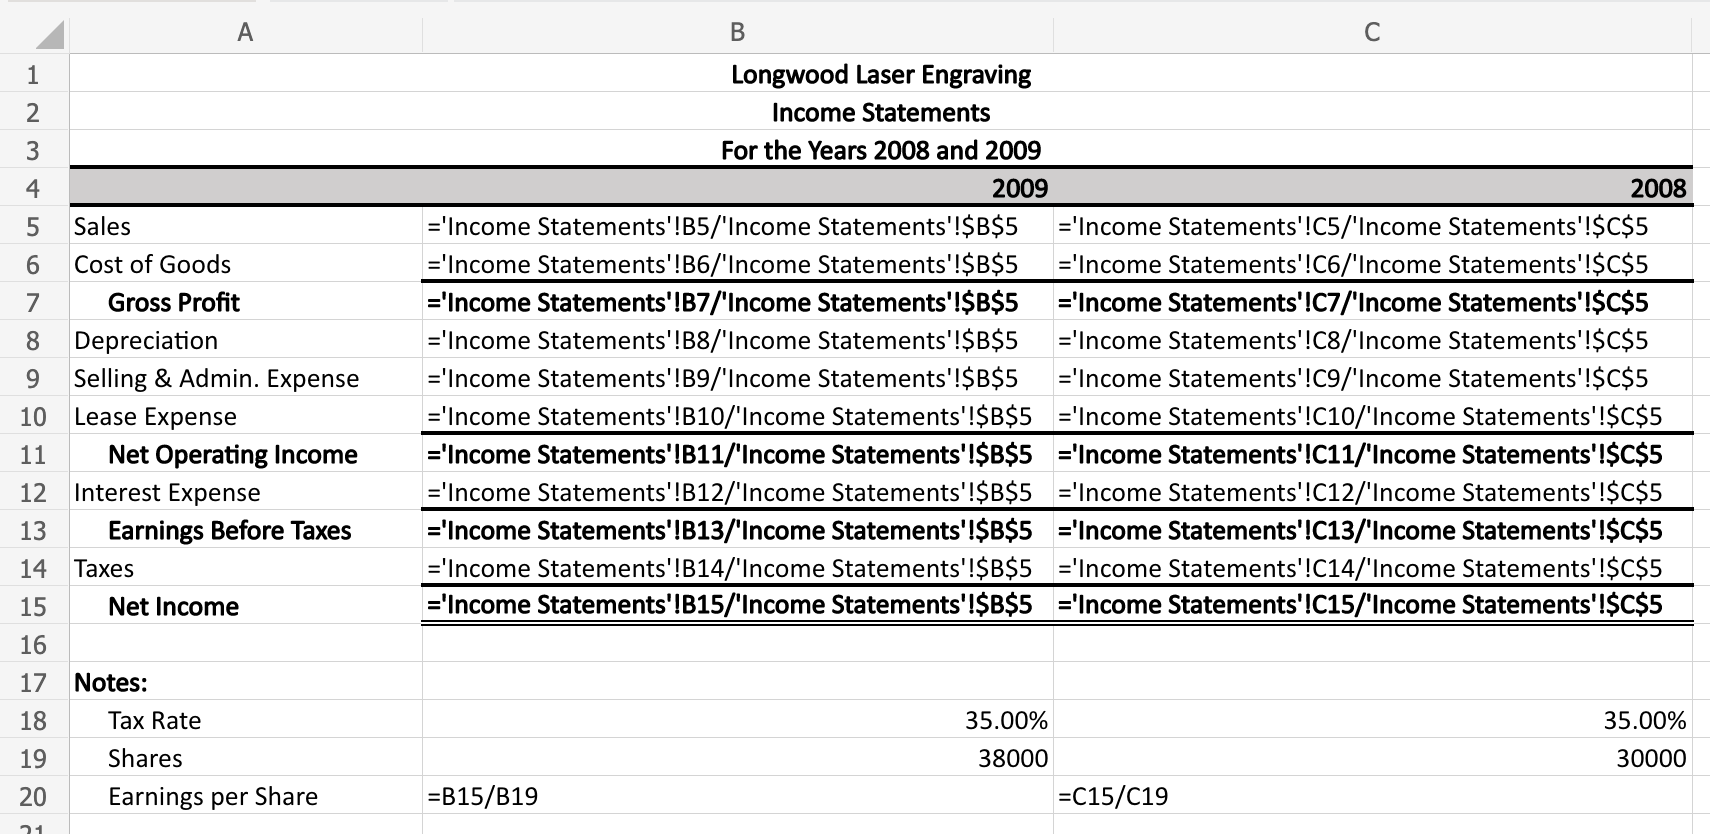 A B C
1 Longwood Laser Engraving
2 Income Statements
3 For the Years 2008 and 2009
4 2009 2008
5 Sales ='Income Statements'!B5/'Income Statements'!$B$5 ='Income Statements'!C5/'Income Statements'!$C$5
6 Cost of Goods ='Income Statements'!B6/'Income Statements'!$B$5 ='Income Statements'!C6/'Income Statements'!$C$5
7 Gross Profit ='Income Statements'!B7/'Income Statements'!$B$5 ='Income Statements'!C7/'Income Statements'!$C$5
8 Depreciation ='Income Statements'!B8/'Income Statements'!$B$5 ='Income Statements'!C8/'Income Statements'!$C$5
9 Selling & Admin. Expense ='Income Statements'!B9/'Income Statements'!$B$5 ='Income Statements'!C9/'Income Statements'!$C$5
10 Lease Expense ='Income Statements'!B10/'Income Statements'!$B$5 ='Income Statements'!C10/'Income Statements'!$C$5
11 Net Operating Income ='Income Statements'!B11/'Income Statements'!$B$5 ='Income Statements'!C11/'Income Statements'!$C$5
12 Interest Expense ='Income Statements'!B12/'Income Statements'!$B$5 ='Income Statements'!C12/'Income Statements'!$C$5
13 Earnings Before Taxes ='Income Statements'!B13/'Income Statements'!$B$5 ='Income Statements'!C13/'Income Statements'!$C$5
14 Taxes ='Income Statements'!B14/'Income Statements'!$B$5 ='Income Statements'!C14/'Income Statements'!$C$5
15 Net Income ='Income Statements'!B15/'Income Statements'!$B$5 ='Income Statements'!C15/'Income Statements'!$C$5
16
17 Notes:
18 Tax Rate 35.00% 35.00%
19 Shares 38000 30000
20 Earnings per Share =B15/B19 =C15/C19
21